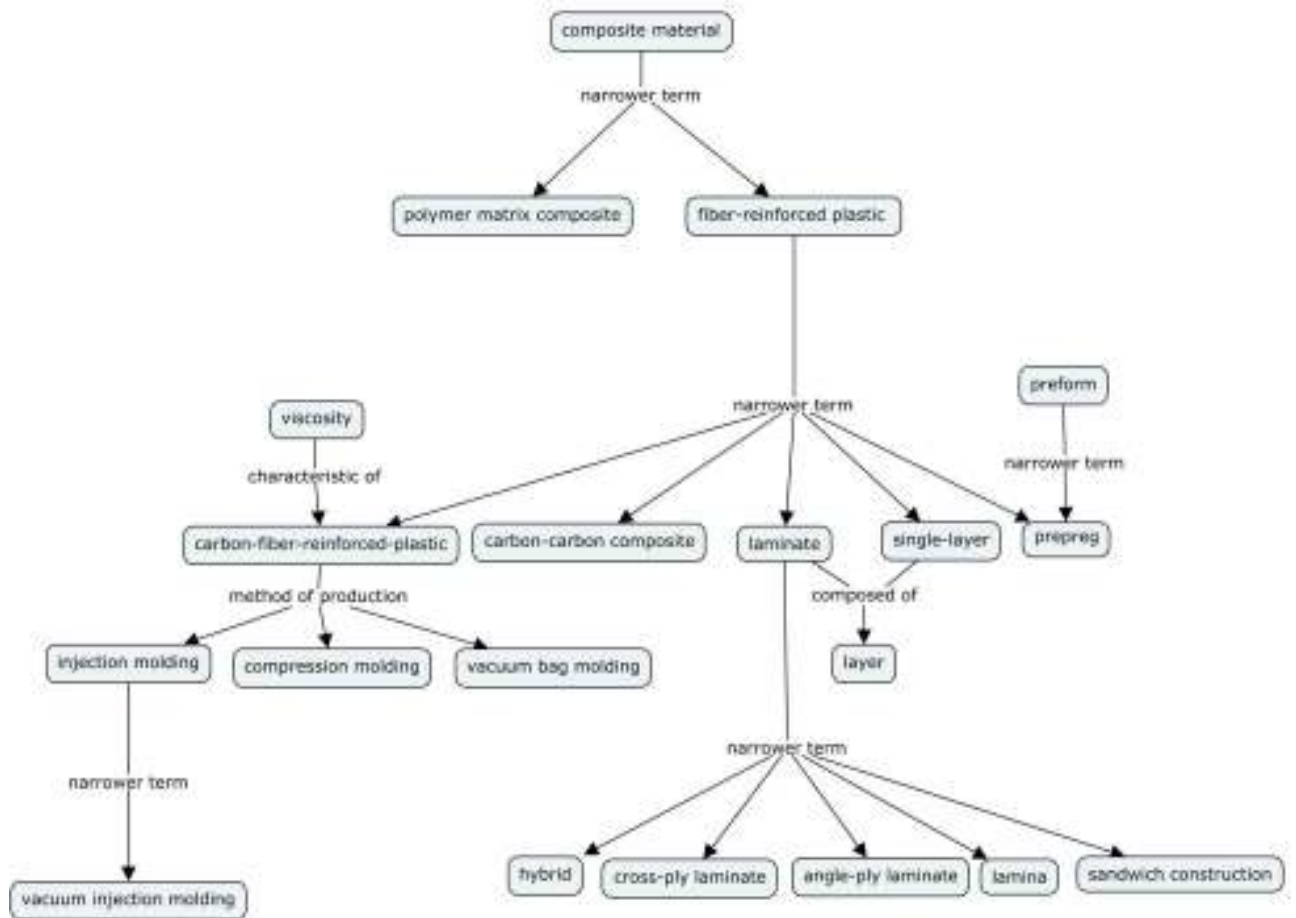 composite material
narrower term
polymer matrix composite
fiber-reinforced plastic
preform
viscosity
narrower term
narrower term
characteristic of
carbon-fiber-reinforced-plastic
carbon-carbon composite
laminate
single-layer
prepreg
method of production
composed of
injection molding
compression molding
vacuum bag molding
layer
narrower term
narrower term
hybrid
cross-ply laminate
angle-ply laminate
lamina
sandwich construction
vacuum injection molding